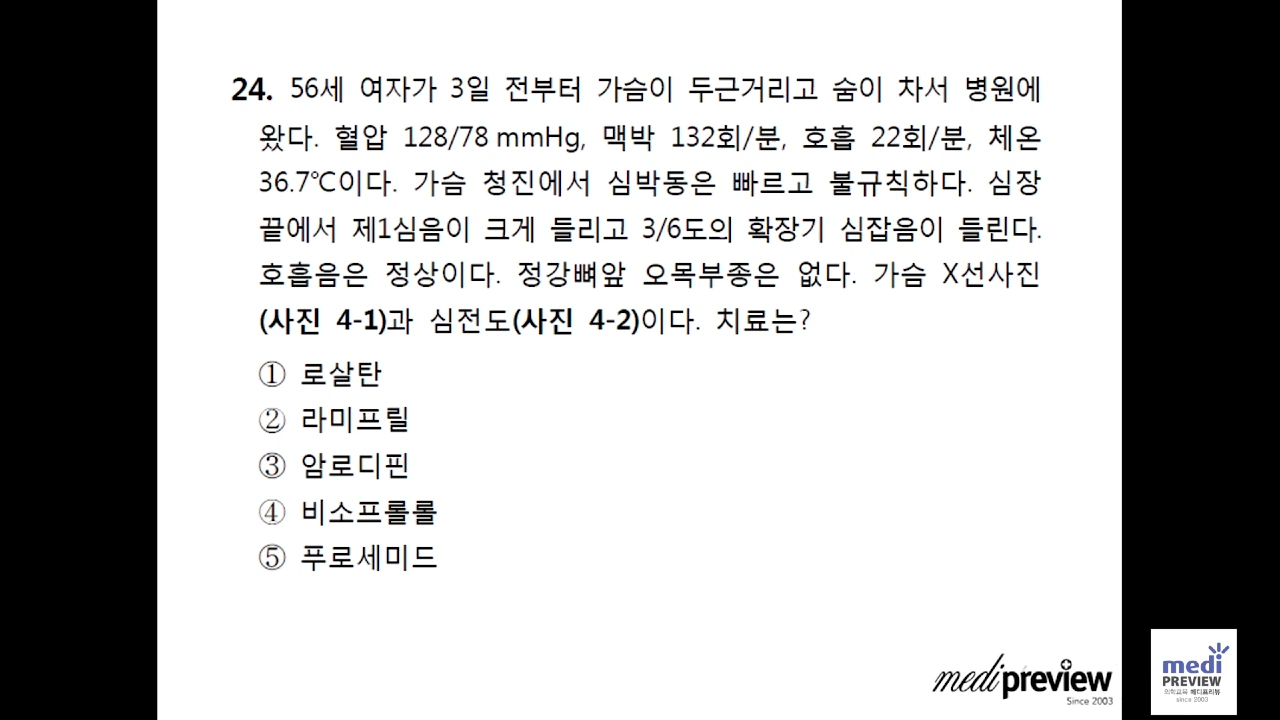 24. 56세 여자가 3일 전부터 가슴이 두근거리고 숨이 차서 병원에
왔다. 혈압 128/78 mmHg, 맥박 132회/분, 호흡 22회/분, 체온
36.7℃이다. 가슴 청진에서 심박동은 빠르고 불규칙하다. 심장
끝에서 제1심음이 크게 들리고 3/6도의 확장기 심잡음이 들린다.
호흡음은 정상이다. 정강뼈앞 오목부종은 없다. 가슴 X선사진
(사진 4-1)과 심전도(사진 4-2)이다. 치료는?
① 로살탄
② 라미프릴
③ 암로디핀
④ 비소프롤롤
⑤ 푸로세미드
medipreview
Since 2003
medi
PREVIEW
의학교육 메디프리뷰
since 2003